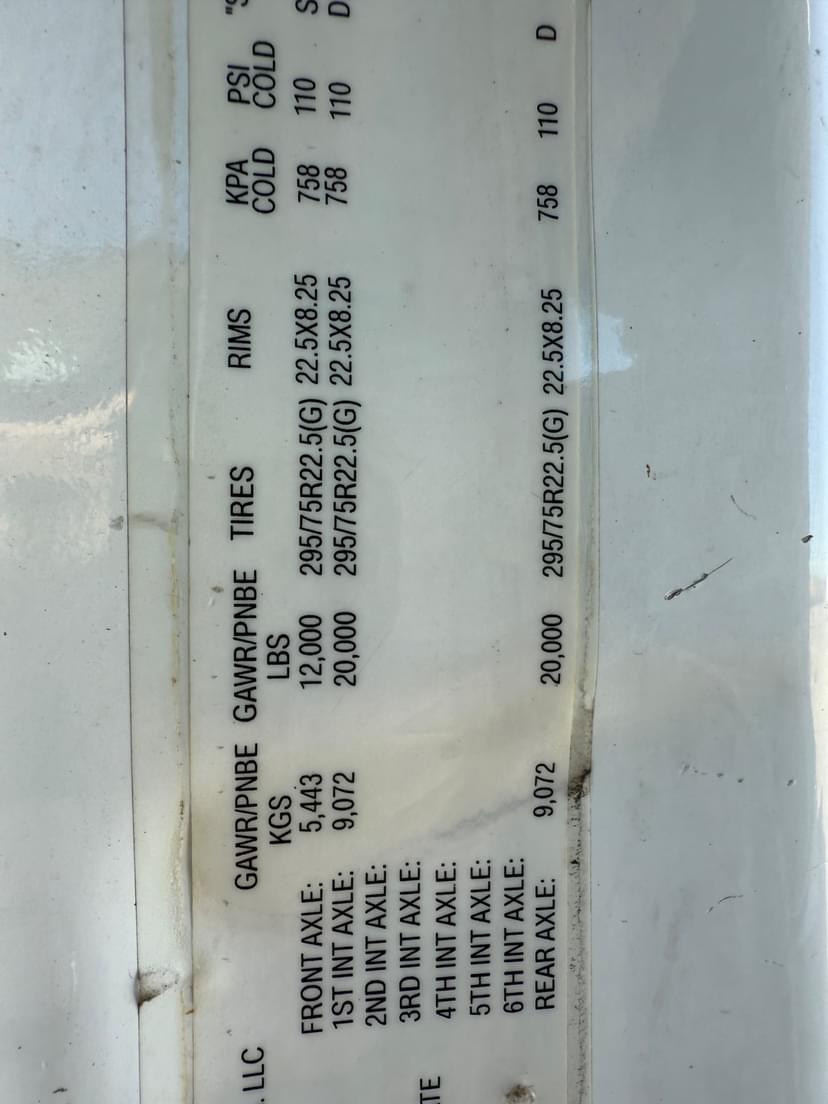 GAWR/PNBE GAWR/PNBE TIRES RIMS KPA PSI "S
KGS LBS COLD COLD
. LLC
FRONT AXLE: 5,443 12,000 295/75R22.5(G) 22.5X8.25 758 110 S
1ST INT AXLE: 9,072 20,000 295/75R22.5(G) 22.5X8.25 758 110 D
2ND INT AXLE:
3RD INT AXLE:
4TH INT AXLE:
TE
5TH INT AXLE:
6TH INT AXLE:
REAR AXLE: 9,072 20,000 295/75R22.5(G) 22.5X8.25 758 110 D